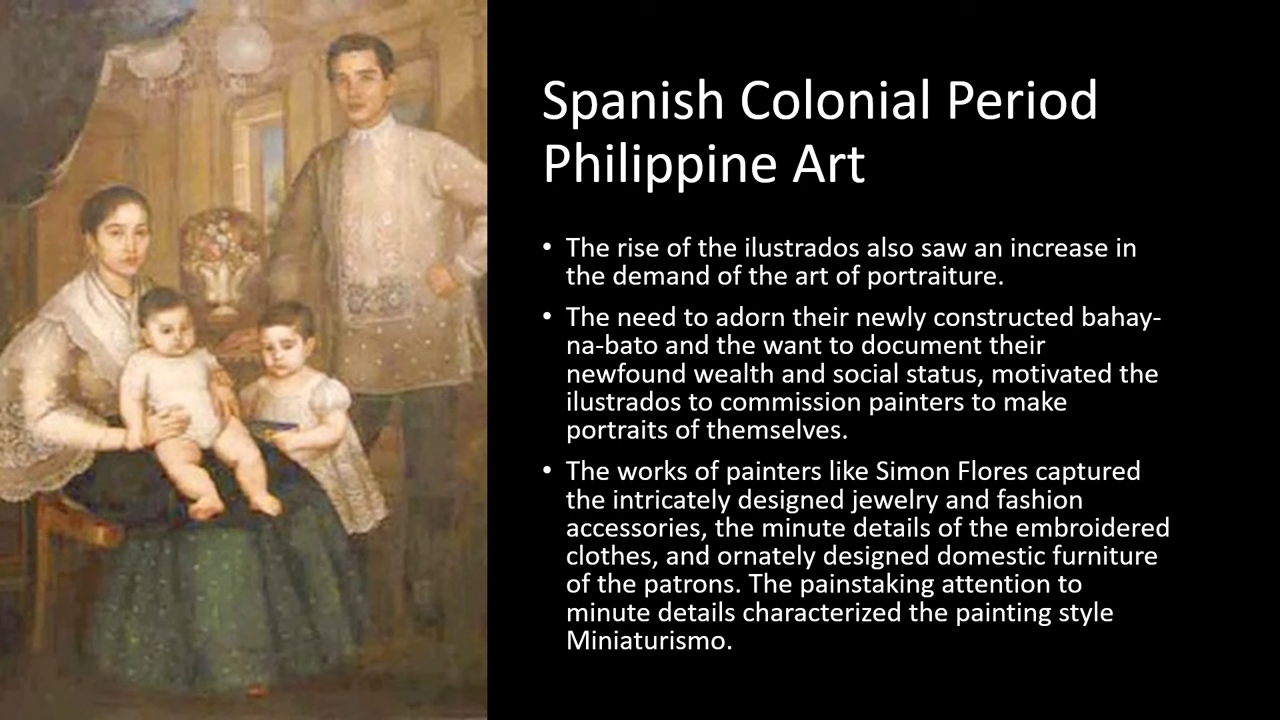 Spanish Colonial Period
Philippine Art
• The rise of the ilustrados also saw an increase in
the demand of the art of portraiture.
• The need to adorn their newly constructed bahay-
na-bato and the want to document their
newfound wealth and social status, motivated the
ilustrados to commission painters to make
portraits of themselves.
• The works of painters like Simon Flores captured
the intricately designed jewelry and fashion
accessories, the minute details of the embroidered
clothes, and ornately designed domestic furniture
of the patrons. The painstaking attention to
minute details characterized the painting style
Miniaturismo.